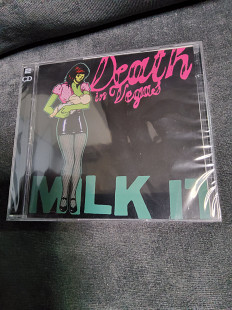 Death
in Vegas
MILK IT